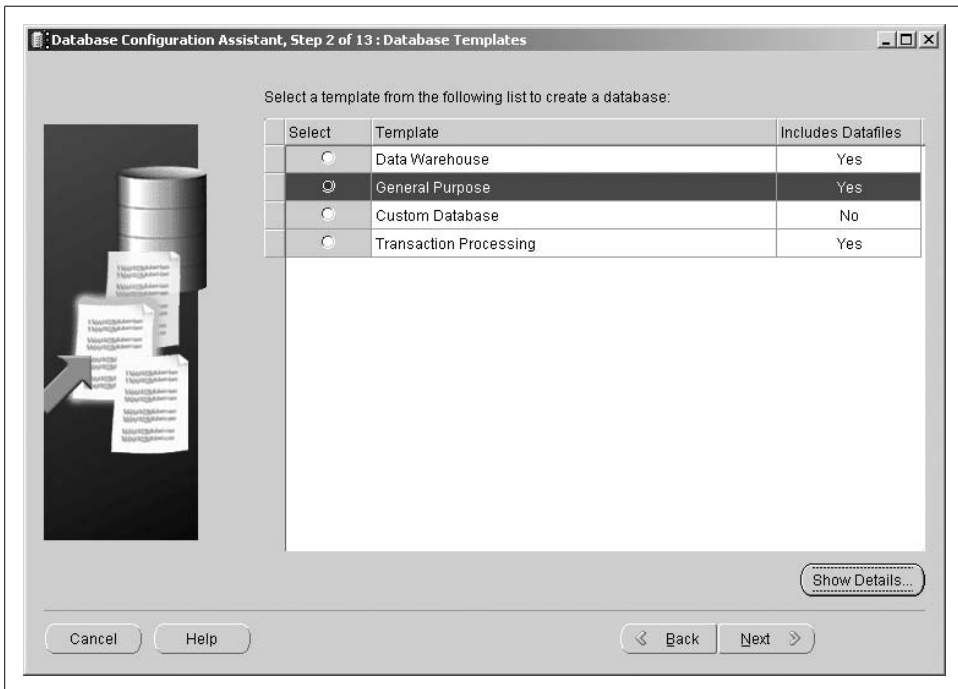 Database Configuration Assistant, Step 2 of 13 : Database Templates
Select a template from the following list to create a database:
Select Template Includes Datafiles
Data Warehouse Yes
General Purpose Yes
Custom Database No
Transaction Processing Yes
Show Details...
Cancel Help Back Next